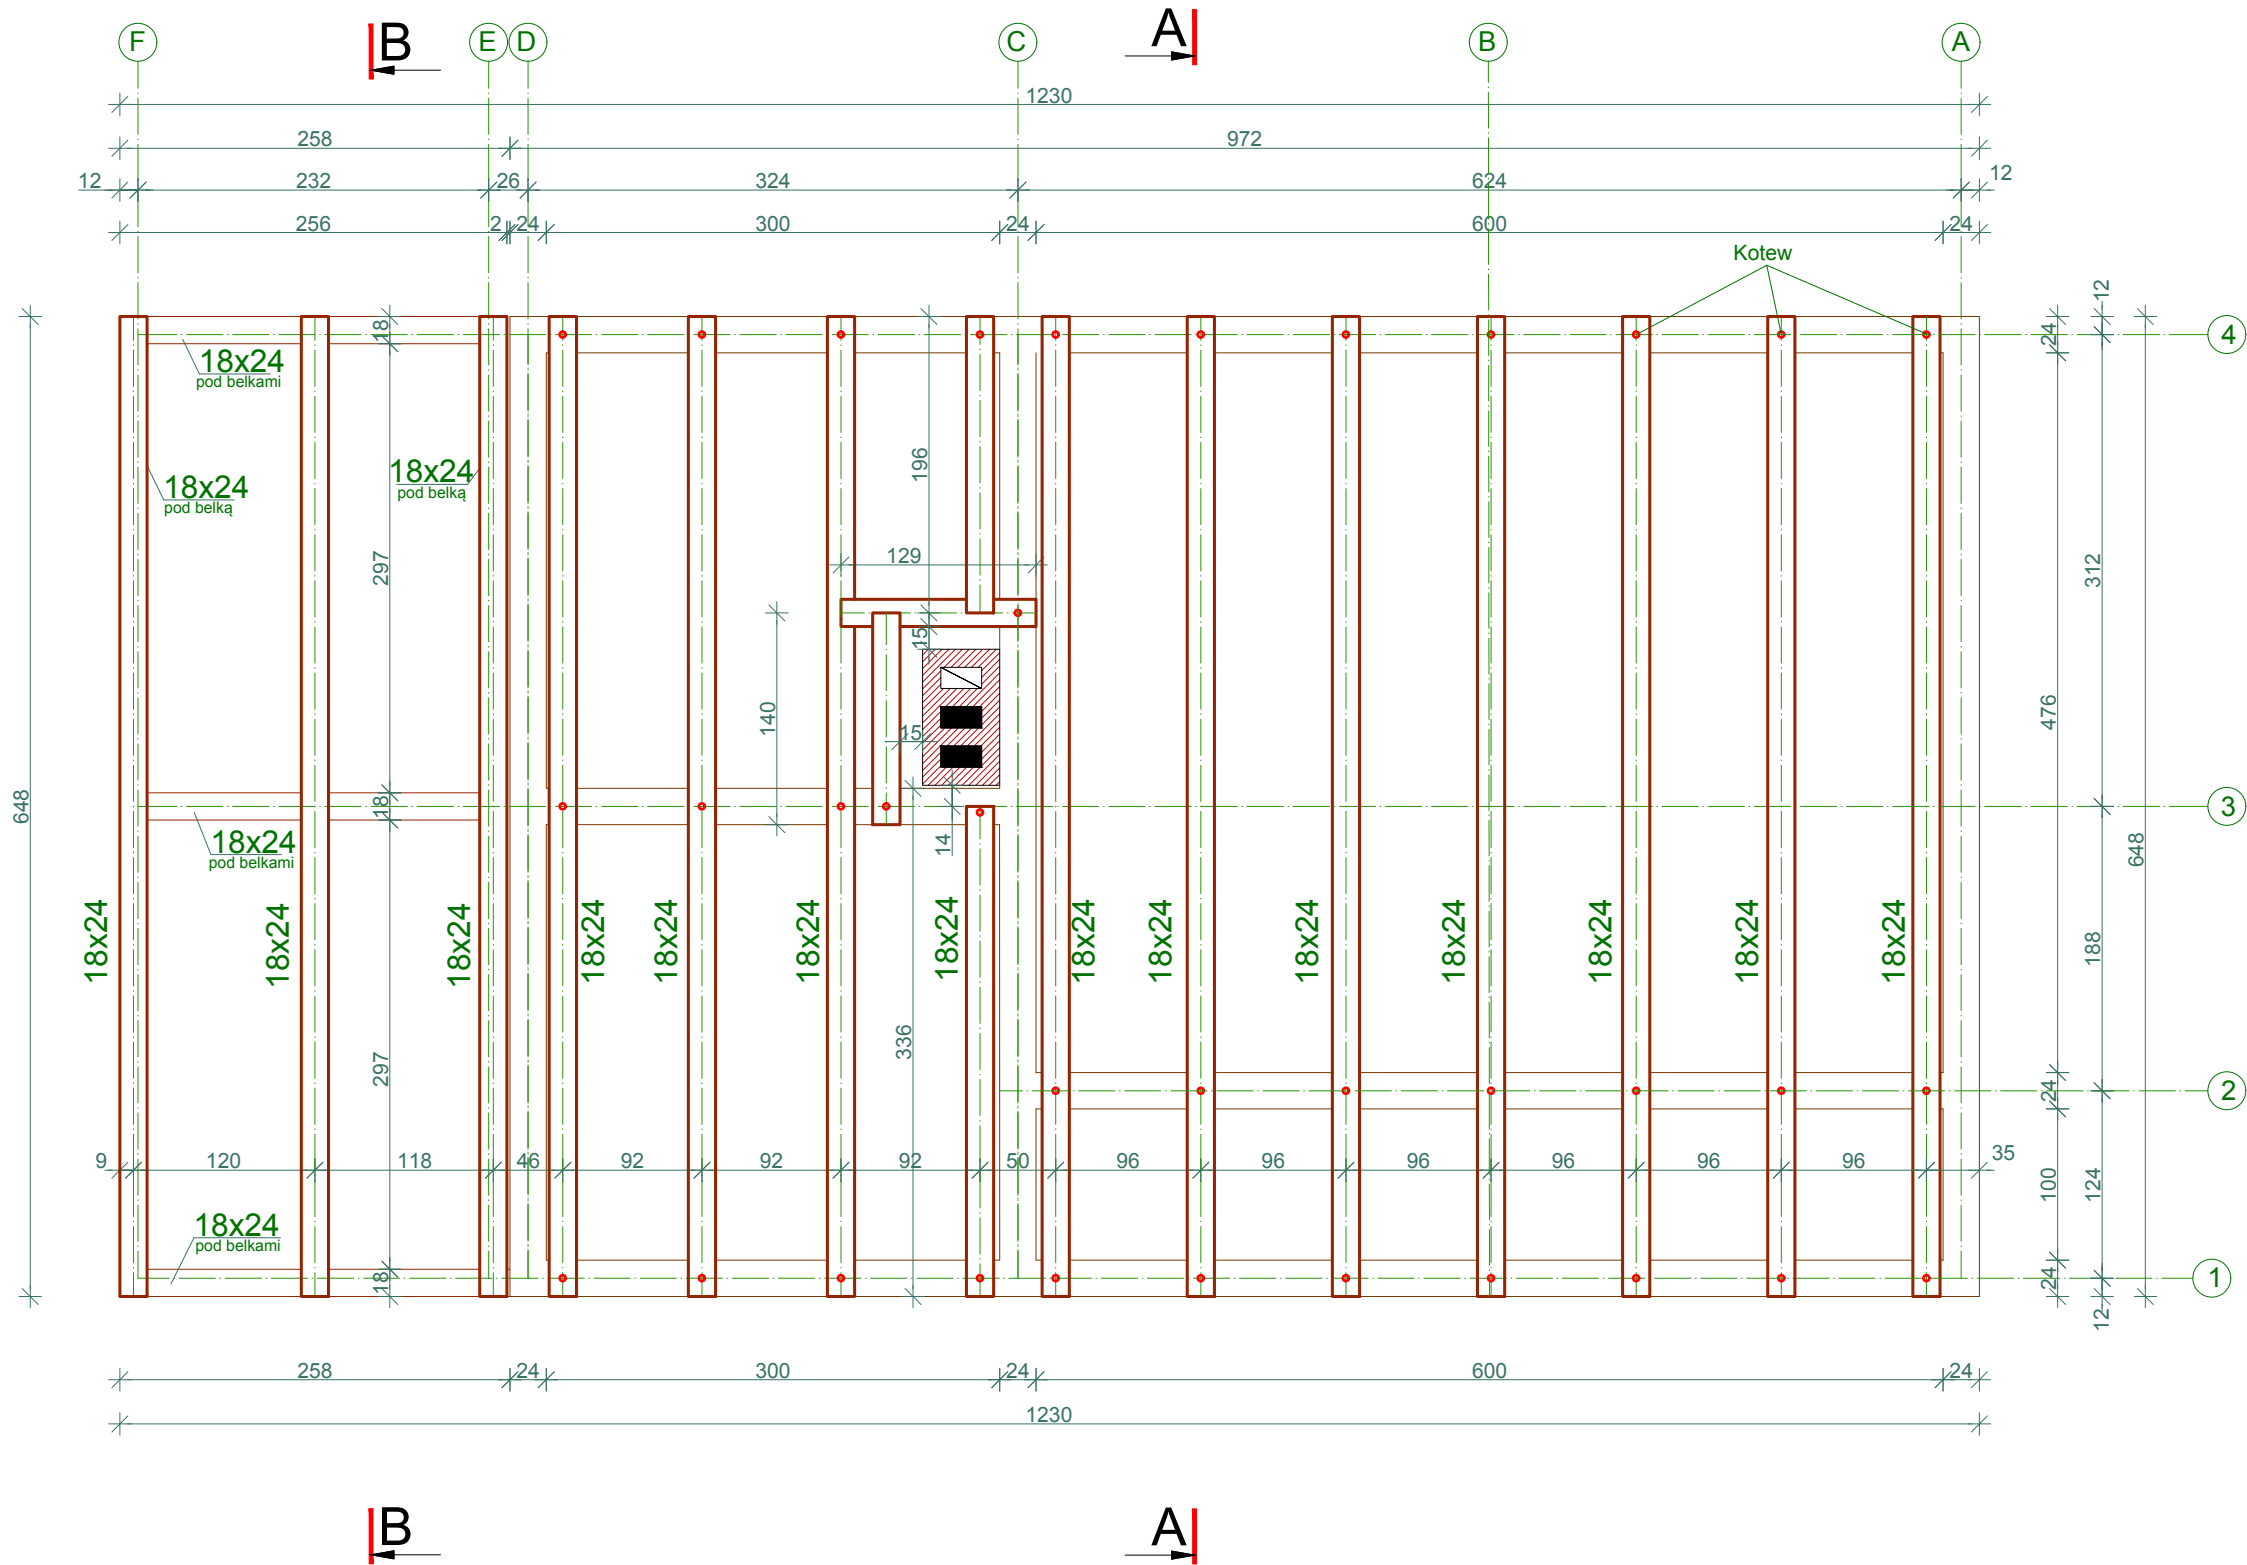 F
E
D
C
B
A
B
A
1230
258
972
12
232
26
324
624
12
256
2
24
300
24
600
24
Kotew
12
18
24
4
18x24
pod belkami
18x24
pod belką
18x24
pod belką
196
297
129
312
15
476
140
15
648
18
3
18x24
pod belkami
14
648
18x24
18x24
18x24
18x24
18x24
18x24
18x24
18x24
18x24
18x24
18x24
18x24
18x24
18x24
188
336
297
24
2
9
120
118
46
92
92
92
50
96
96
96
96
96
96
35
100
124
18x24
pod belkami
18
24
1
12
258
24
300
24
600
24
1230
B
A